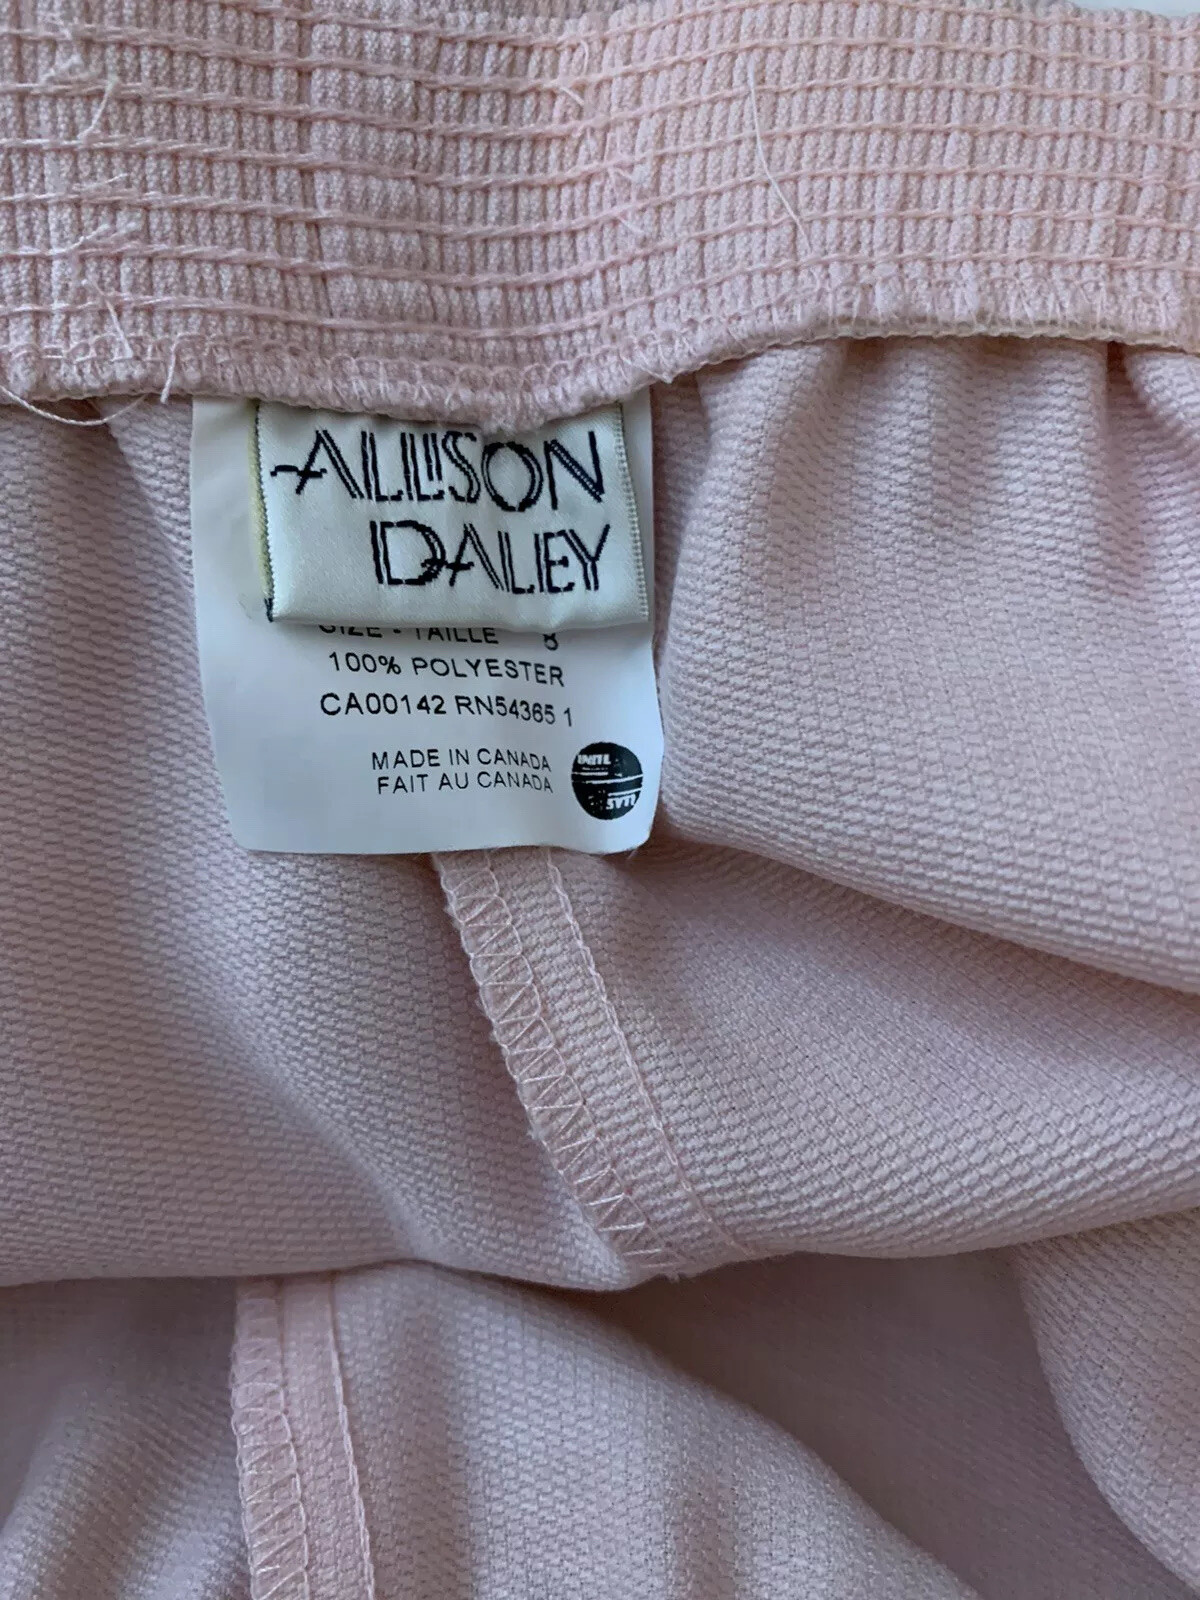 ALLISON
DALEY
SIZE - TAILLE 8
100% POLYESTER
CA00142 RN54365 1
MADE IN CANADA
FAIT AU CANADA